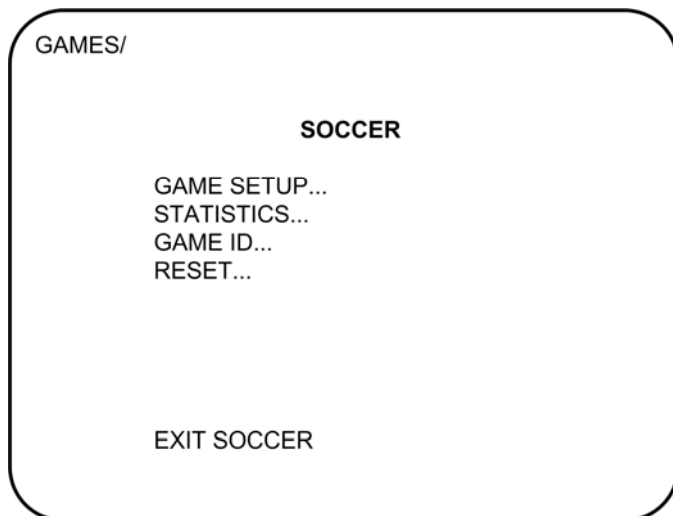 GAMES/
SOCCER
GAME SETUP...
STATISTICS...
GAME ID...
RESET...
EXIT SOCCER